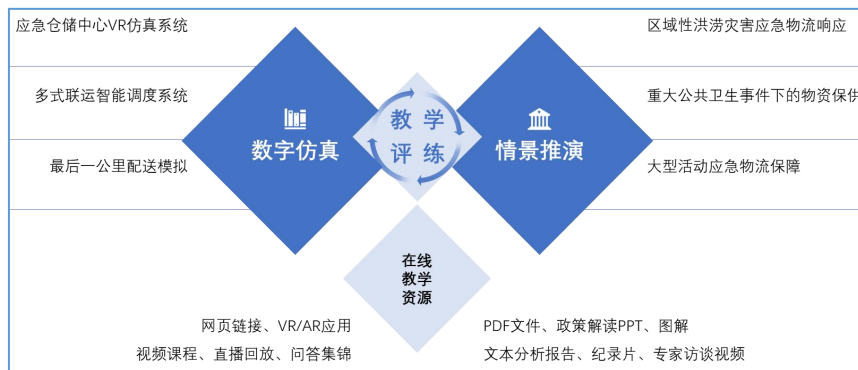 应急仓储中心VR仿真系统
多式联运智能调度系统
最后一公里配送模拟
数字仿真
教 学
评 练
情景推演
区域性洪涝灾害应急物流响应
重大公共卫生事件下的物资保供
大型活动应急物流保障
在线
教学
资源
网页链接、VR/AR应用
视频课程、直播回放、问答集锦
PDF文件、政策解读PPT、图解
文本分析报告、纪录片、专家访谈视频